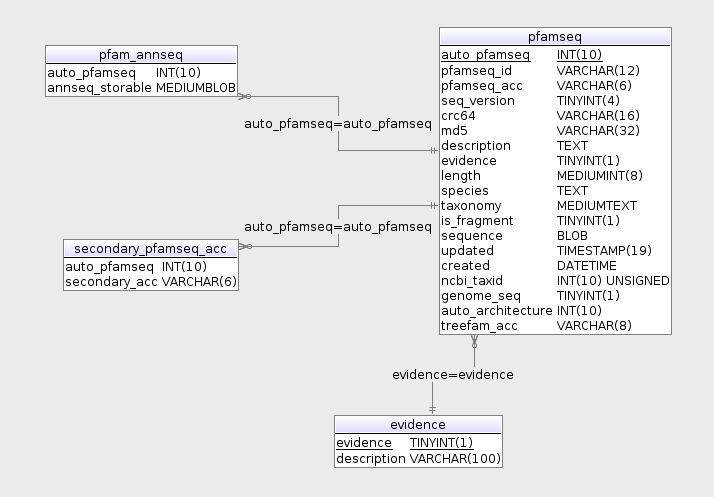 pfam_annseq
auto_pfamseq INT(10)
annseq_storable MEDIUMBLOB
auto_pfamseq=auto_pfamseq
pfamseq
auto_pfamseq INT(10)
pfamseq_id VARCHAR(12)
pfamseq_acc VARCHAR(6)
seq_version TINYINT(4)
crc64 VARCHAR(16)
md5 VARCHAR(32)
description TEXT
evidence TINYINT(1)
length MEDIUMINT(8)
species TEXT
taxonomy MEDIUMTEXT
is_fragment TINYINT(1)
sequence BLOB
updated TIMESTAMP(19)
created DATETIME
ncbi_taxid INT(10) UNSIGNED
genome_seq TINYINT(1)
auto_architecture INT(10)
treefam_acc VARCHAR(8)
auto_pfamseq=auto_pfamseq
secondary_pfamseq_acc
auto_pfamseq INT(10)
secondary_acc VARCHAR(6)
evidence=evidence
evidence
evidence TINYINT(1)
description VARCHAR(100)